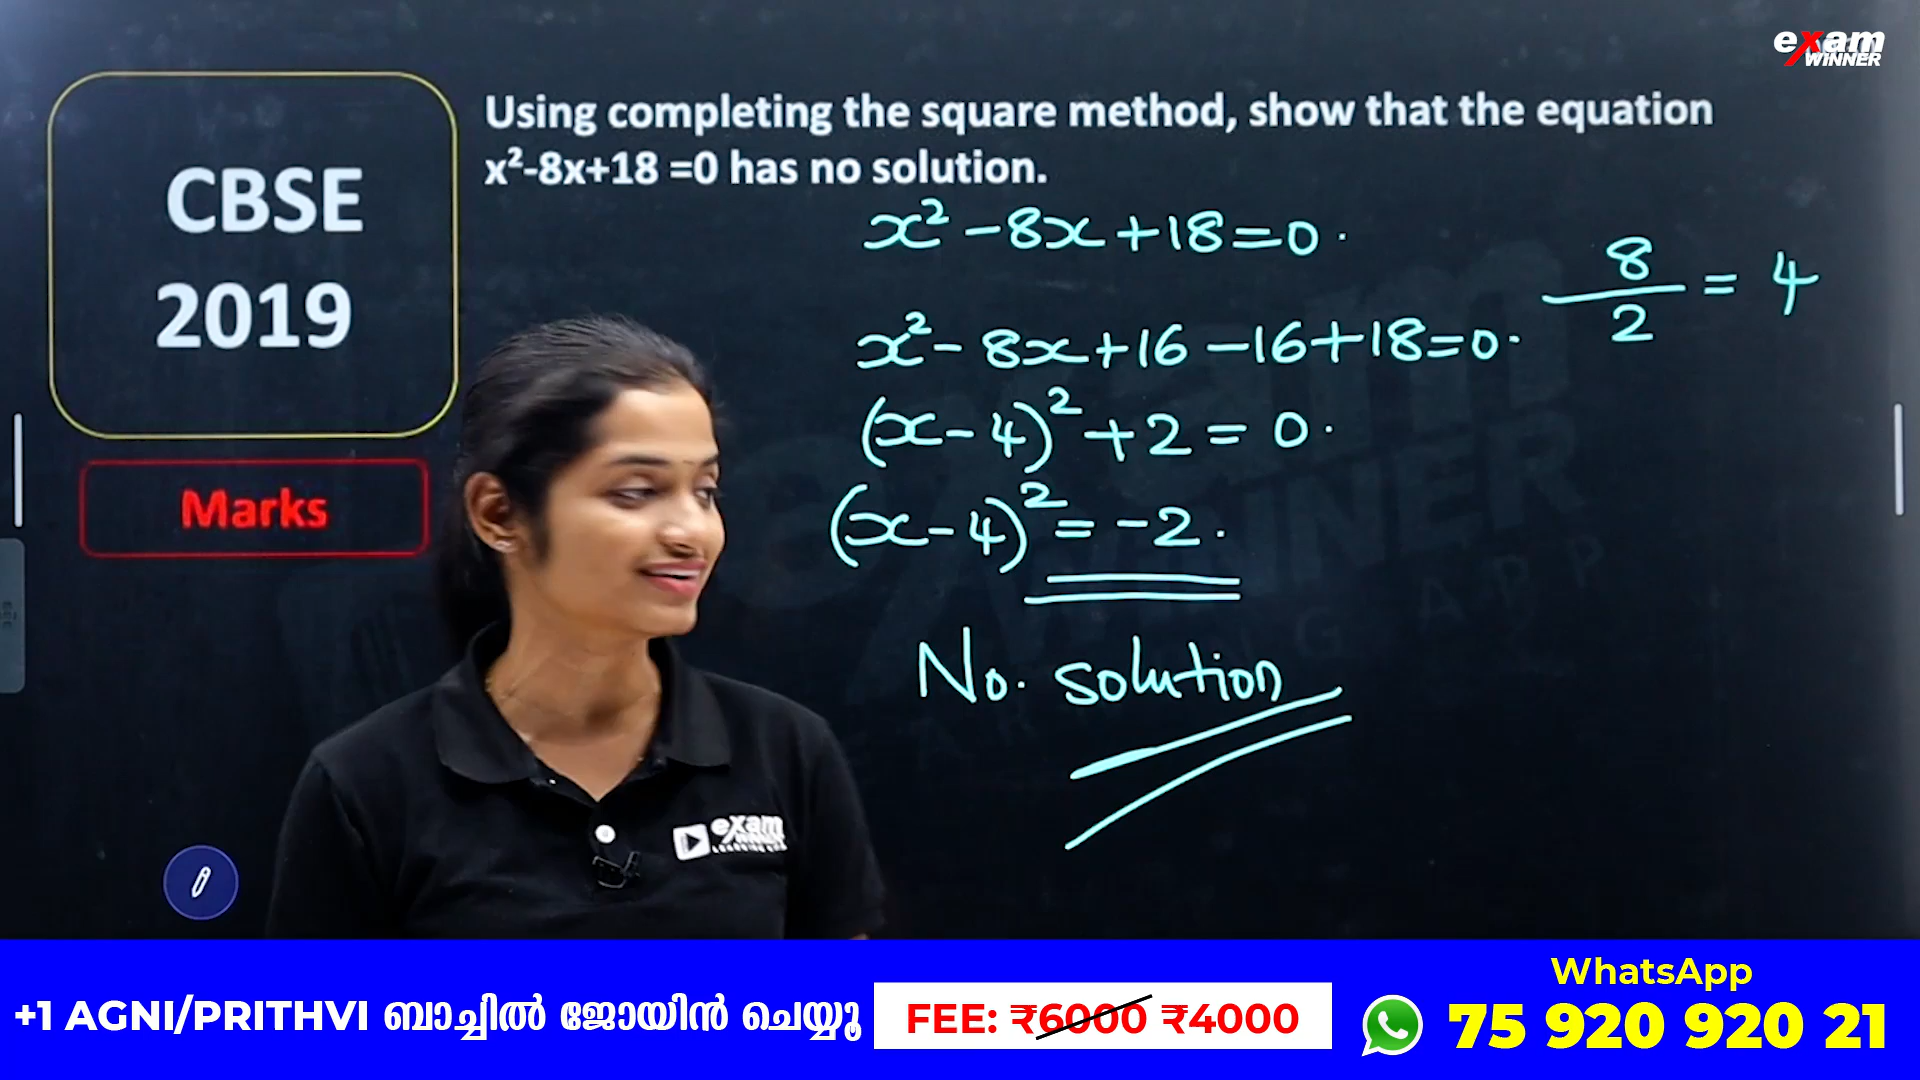 exam
WINNER
Using completing the square method, show that the equation
x²-8x+18 =0 has no solution.
CBSE
2019
Marks
x² - 8x + 18 = 0 .
x² - 8x + 16 - 16 + 18 = 0 .
8/2 = 4
(x - 4)² + 2 = 0 .
(x - 4)² = -2 .
No. solution
exam
WINNER
+1 AGNI/PRITHVI ബാച്ചിൽ ജോയിൻ ചെയ്യൂ
FEE: ₹6000 ₹4000
WhatsApp
75 920 920 21